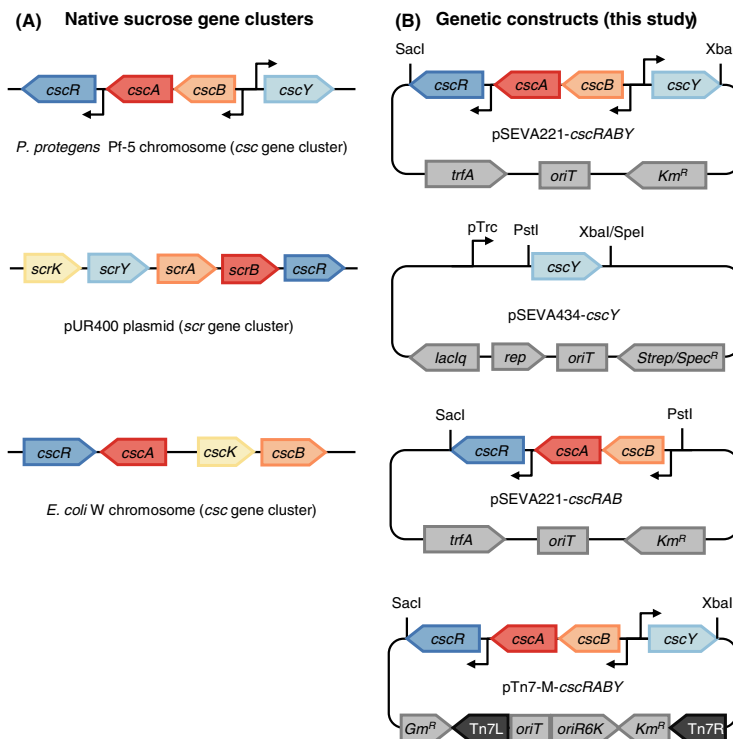 (A) Native sucrose gene clusters
cscR cscA cscB cscY
P. protegens Pf-5 chromosome (csc gene cluster)
scrK scrY scrA scrB cscR
pUR400 plasmid (scr gene cluster)
cscR cscA cscK cscB
E. coli W chromosome (csc gene cluster)
(B) Genetic constructs (this study)
SacI Xba
cscR cscA cscB cscY
pSEVA221-cscRABY
trfA oriT KmR
pTrc PstI XbaI/SpeI
cscY
pSEVA434-cscY
lacIq rep oriT Strep/SpecR
SacI PstI
cscR cscA cscB
pSEVA221-cscRAB
trfA oriT KmR
SacI XbaI
cscR cscA cscB cscY
pTn7-M-cscRABY
GmR Tn7L oriT oriR6K KmR Tn7R